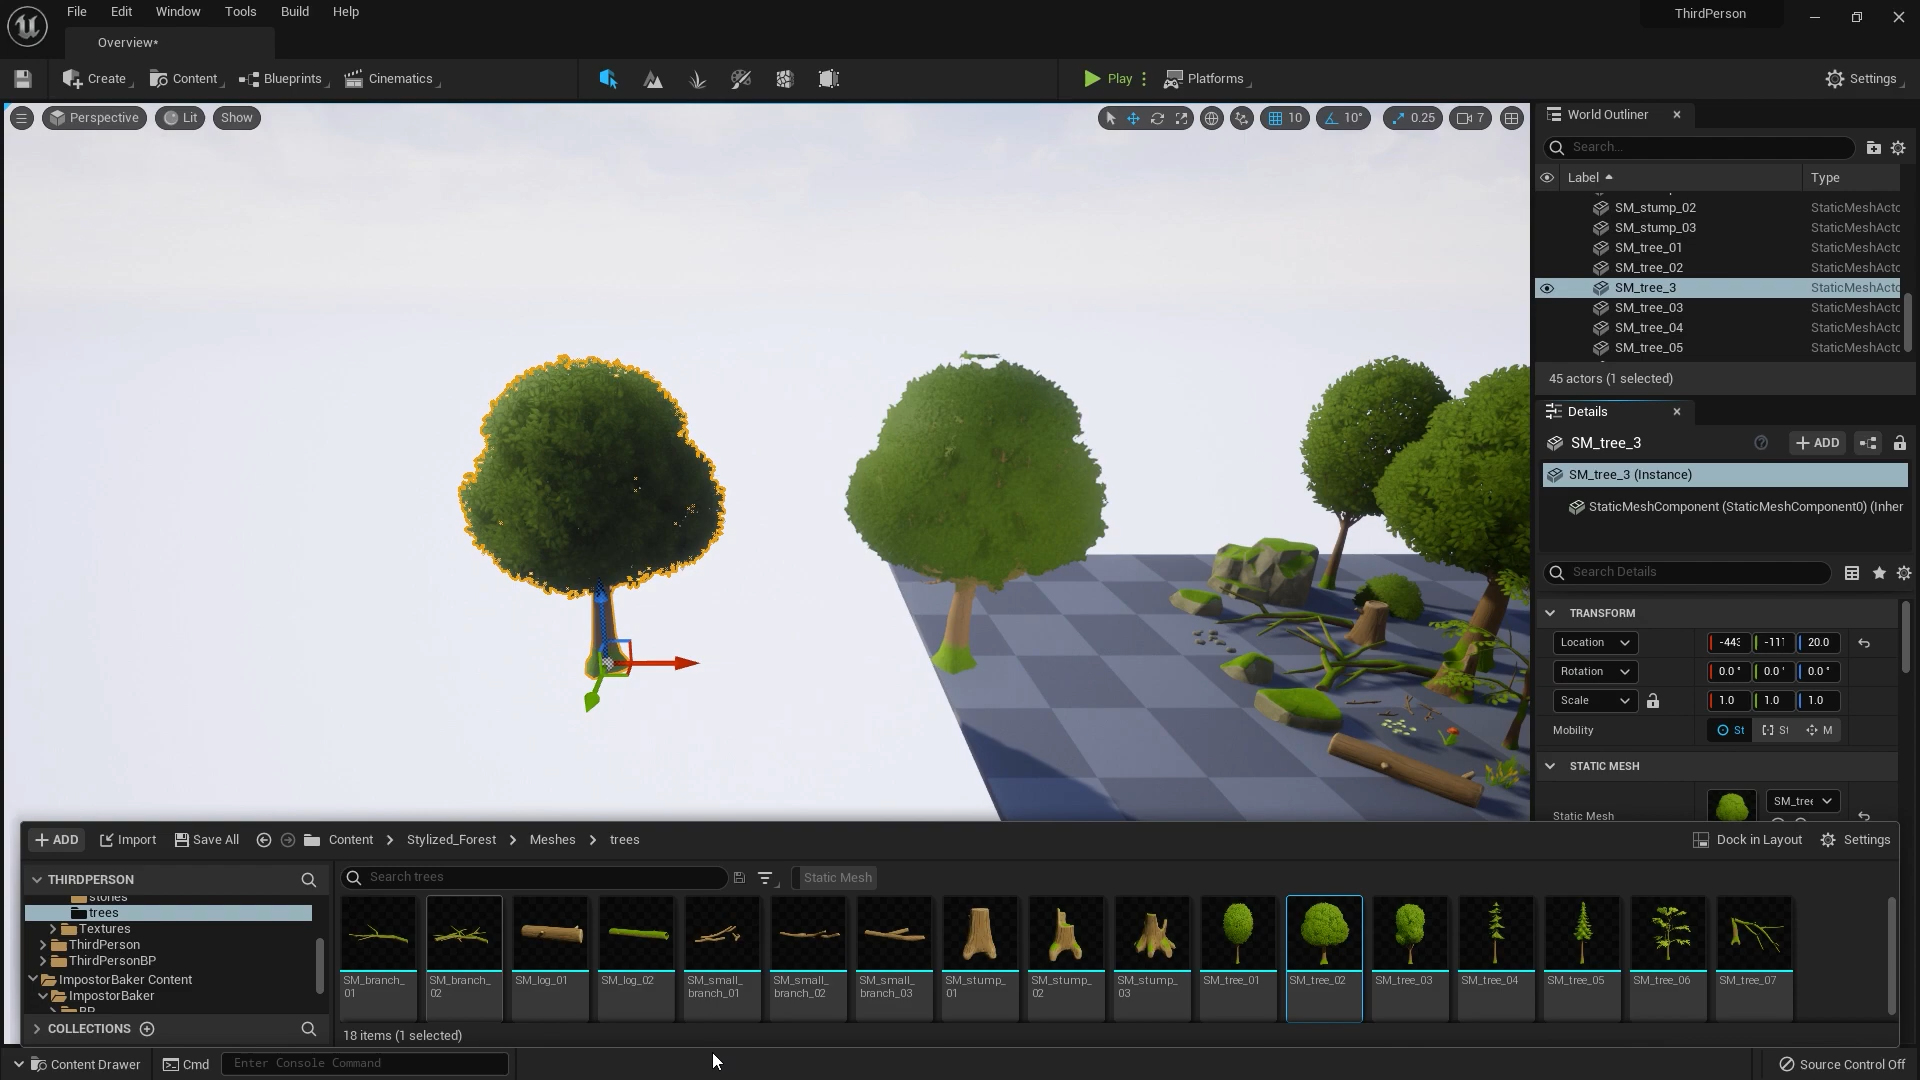 File Edit Window Tools Build Help
ThirdPerson
Overview*
Create Content Blueprints Cinematics
Play Platforms
Settings
Perspective Lit Show
10 10° 0.25 7
World Outliner
Search...
Label Type
SM_stump_02 StaticMeshActo
SM_stump_03 StaticMeshActo
SM_tree_01 StaticMeshActo
SM_tree_02 StaticMeshActo
SM_tree_3 StaticMeshActo
SM_tree_03 StaticMeshActo
SM_tree_04 StaticMeshActo
SM_tree_05 StaticMeshActo
45 actors (1 selected)
Details
SM_tree_3
ADD
SM_tree_3 (Instance)
StaticMeshComponent (StaticMeshComponent0) (Inher
Search Details
TRANSFORM
Location -443 -111 20.0
Rotation 0.0° 0.0° 0.0°
Scale 1.0 1.0 1.0
Mobility St St M
STATIC MESH
Static Mesh SM_tree
ADD Import Save All Content Stylized_Forest Meshes trees
Dock in Layout Settings
THIRDPERSON
Search trees
Static Mesh
stones
trees
Textures
ThirdPerson
ThirdPersonBP
ImpostorBaker Content
ImpostorBaker
BP
COLLECTIONS
SM_branch_01
SM_branch_02
SM_log_01
SM_log_02
SM_small_branch_01
SM_small_branch_02
SM_small_branch_03
SM_stump_01
SM_stump_02
SM_stump_03
SM_tree_01
SM_tree_02
SM_tree_03
SM_tree_04
SM_tree_05
SM_tree_06
SM_tree_07
18 items (1 selected)
Content Drawer Cmd Enter Console Command
Source Control Off